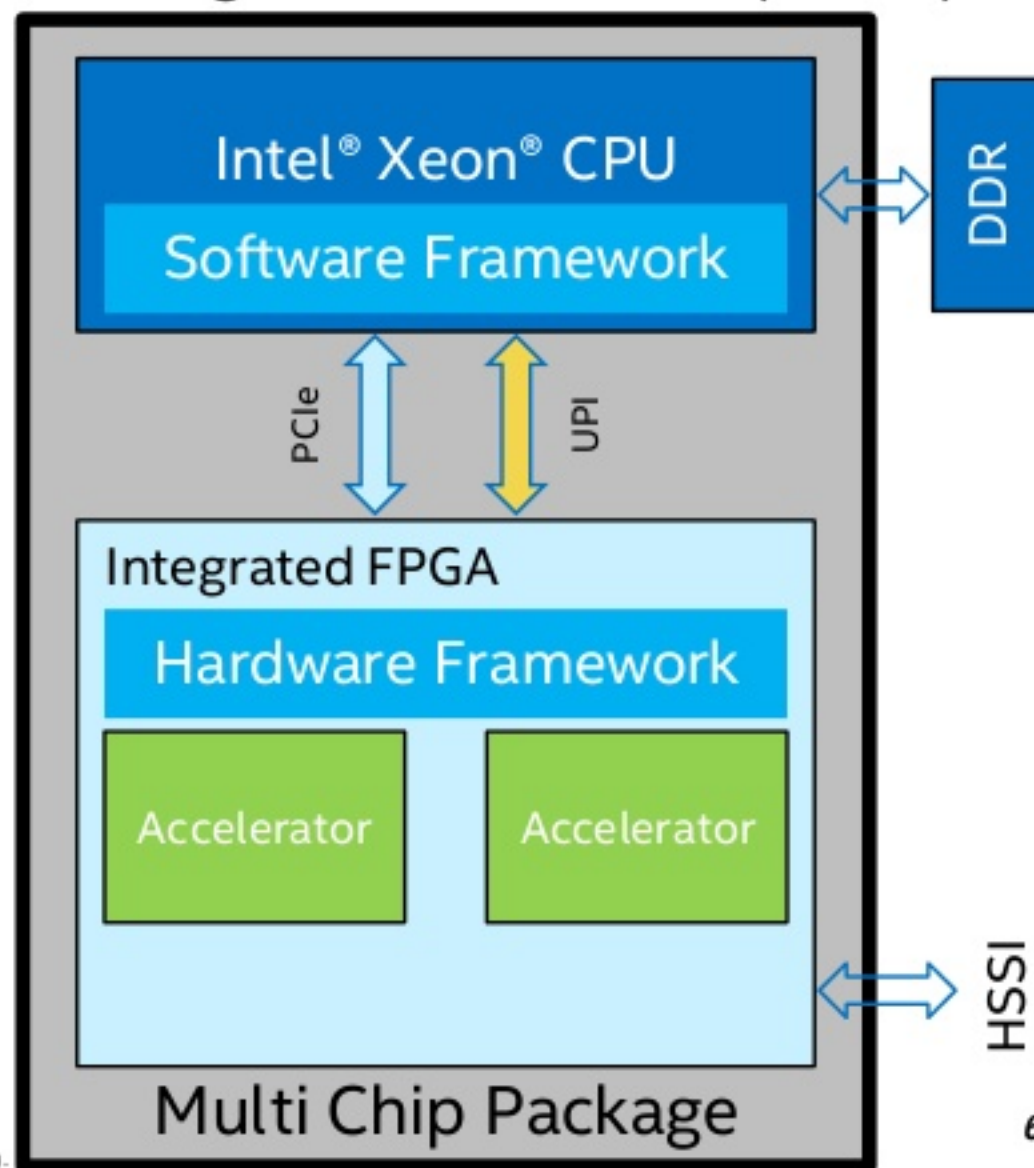 Intel® Xeon® CPU
Software Framework
DDR
PCIe
UPI
Integrated FPGA
Hardware Framework
Accelerator
Accelerator
HSSI
Multi Chip Package